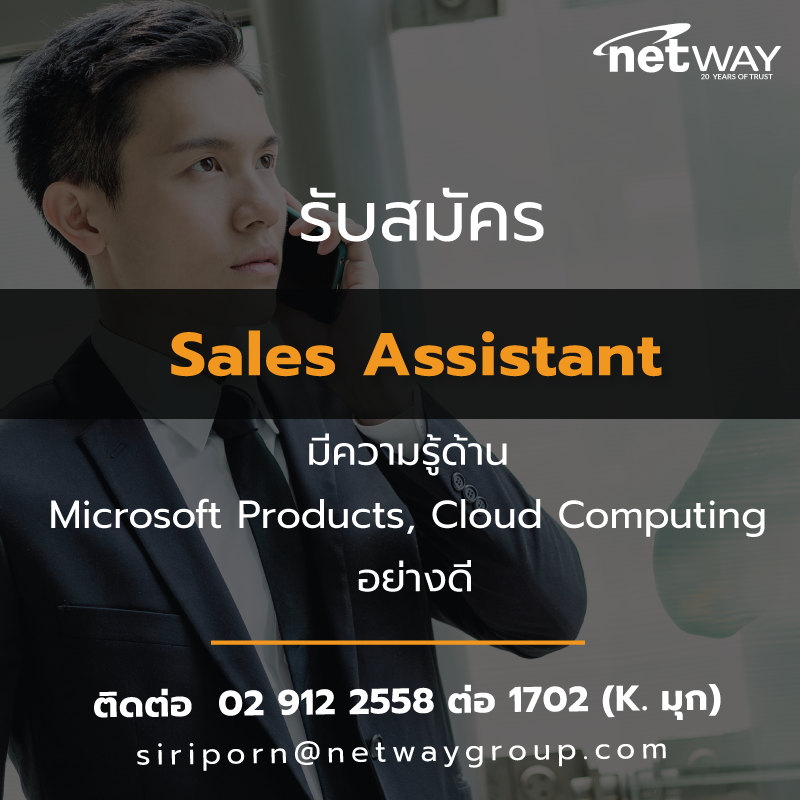 netway
20 YEARS OF TRUST
รับสมัคร
Sales Assistant
มีความรู้ด้าน
Microsoft Products, Cloud Computing
อย่างดี
ติดต่อ 02 912 2558 ต่อ 1702 (K. มุก)
siriporn@netwaygroup.com